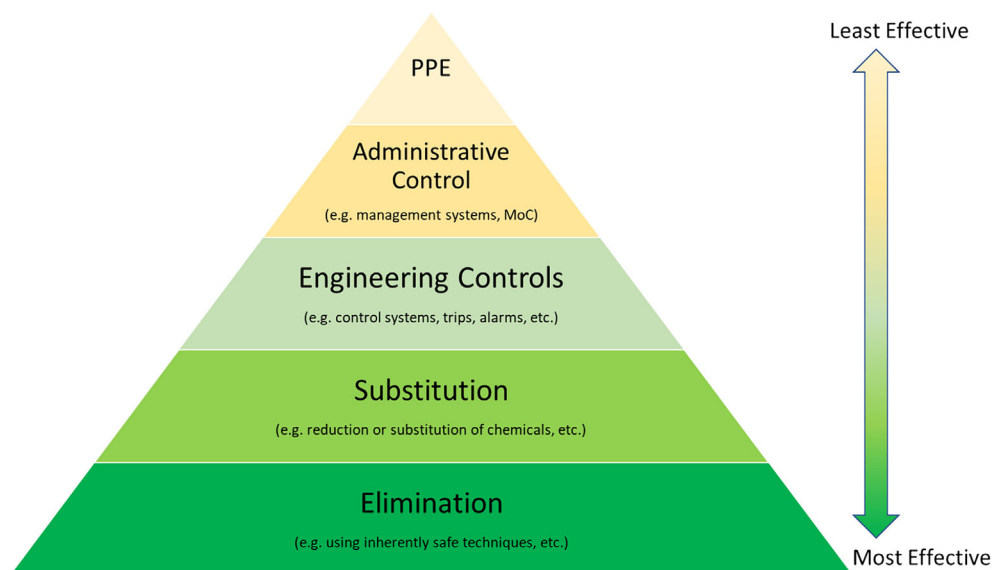 Least Effective
PPE
Administrative
Control
(e.g. management systems, MoC)
Engineering Controls
(e.g. control systems, trips, alarms, etc.)
Substitution
(e.g. reduction or substitution of chemicals, etc.)
Elimination
(e.g. using inherently safe techniques, etc.)
Most Effective